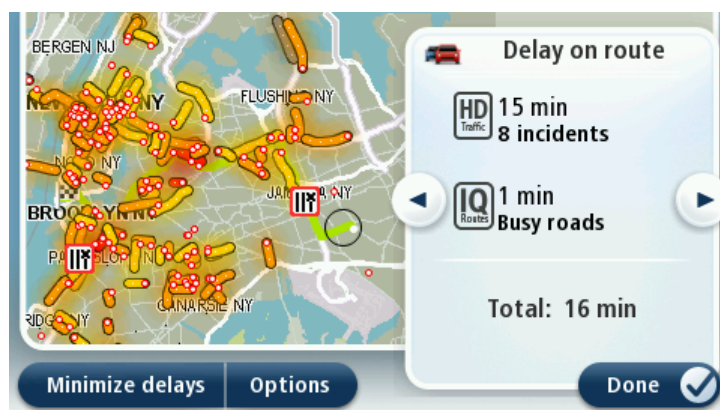 BERGEN NJ
FLUSHING NY
JAMAICA NY
BROOKLYN NY
CANARSIE NY
Delay on route
HD
Traffic
15 min
8 incidents
IQ
Routes
1 min
Busy roads
Total: 16 min
Minimize delays
Options
Done